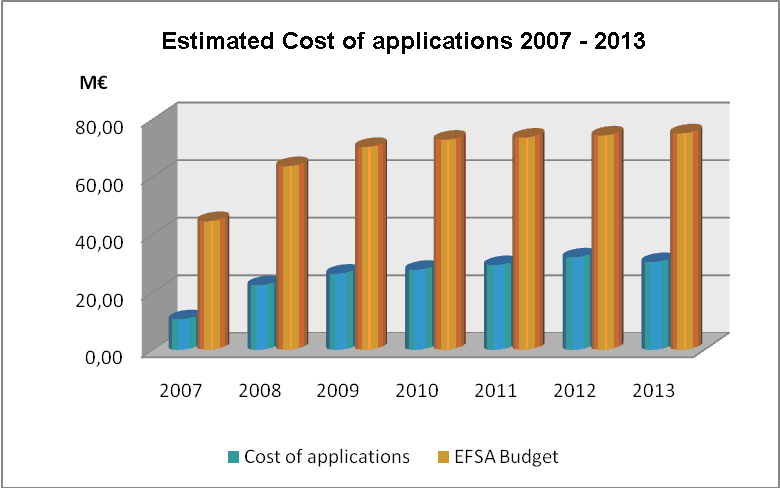 Estimated Cost of applications 2007 - 2013
M€
80,00
60,00
40,00
20,00
0,00
2007 2008 2009 2010 2011 2012 2013
Cost of applications EFSA Budget